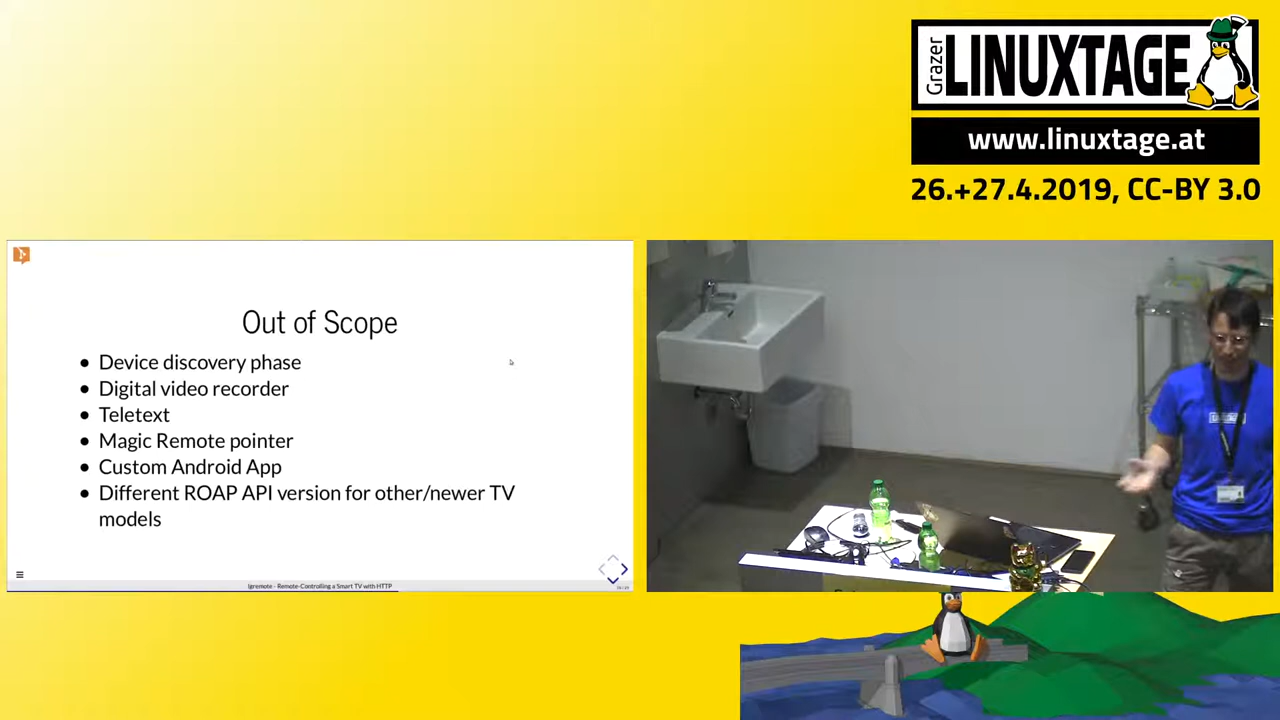 Grazer
LINUXTAGE
www.linuxtage.at
26.+27.4.2019, CC-BY 3.0
Out of Scope
• Device discovery phase
• Digital video recorder
• Teletext
• Magic Remote pointer
• Custom Android App
• Different ROAP API version for other/newer TV
models
lgremote - Remote-Controlling a Smart TV with HTTP